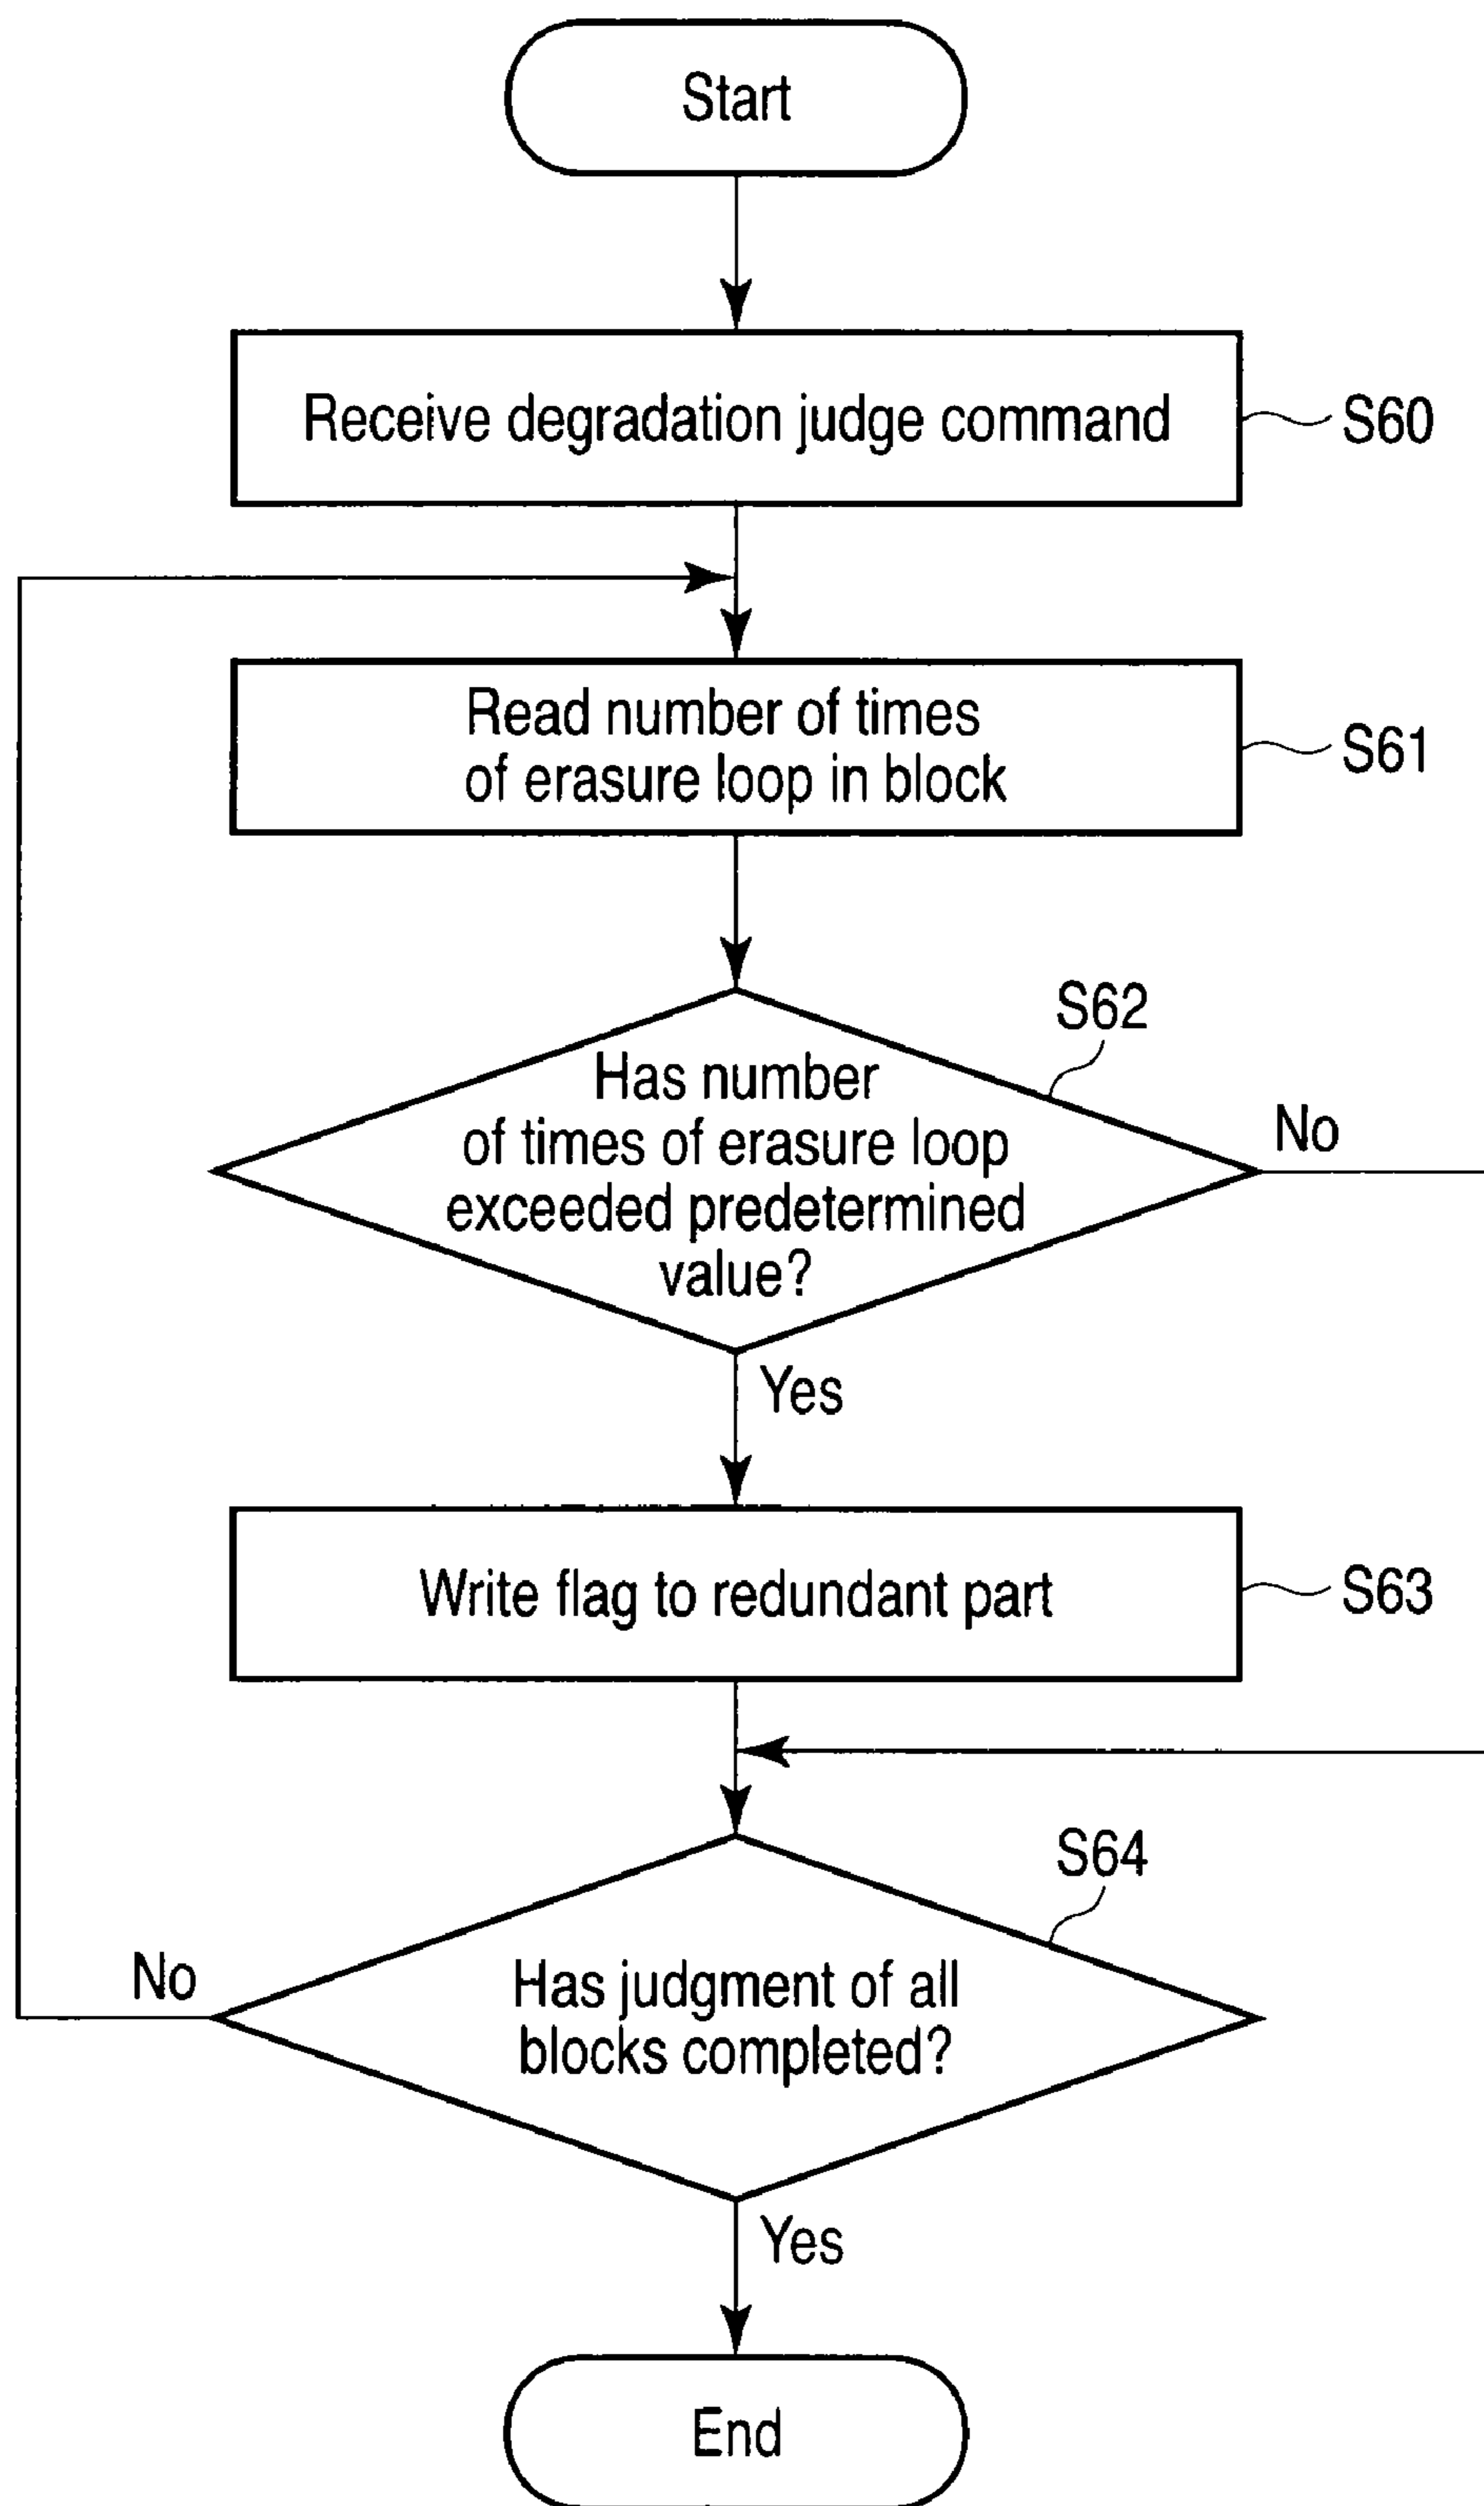 Start
Receive degradation judge command
S60
Read number of times
of erasure loop in block
S61
S62
Has number
of times of erasure loop
exceeded predetermined
value?
No
Yes
Write flag to redundant part
S63
S64
Has judgment of all
blocks completed?
No
Yes
End